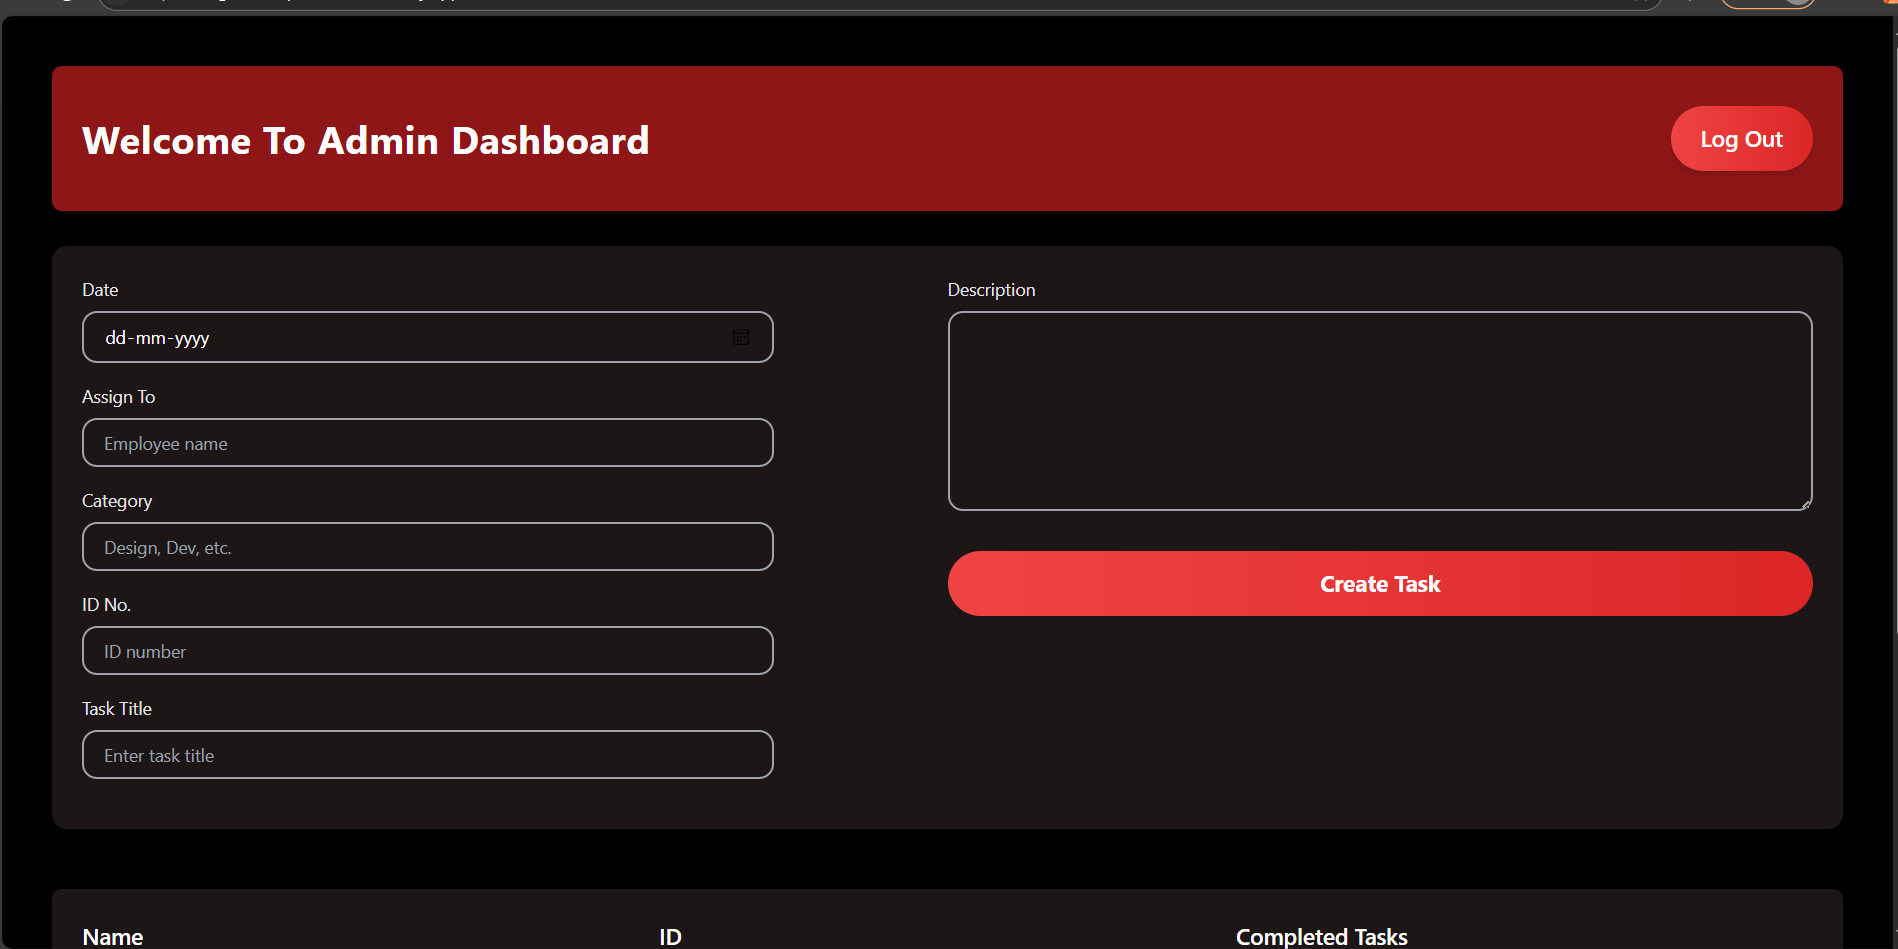 Welcome To Admin Dashboard
Log Out
Date
dd-mm-yyyy
Assign To
Employee name
Category
Design, Dev, etc.
ID No.
ID number
Task Title
Enter task title
Description
Create Task
Name ID Completed Tasks